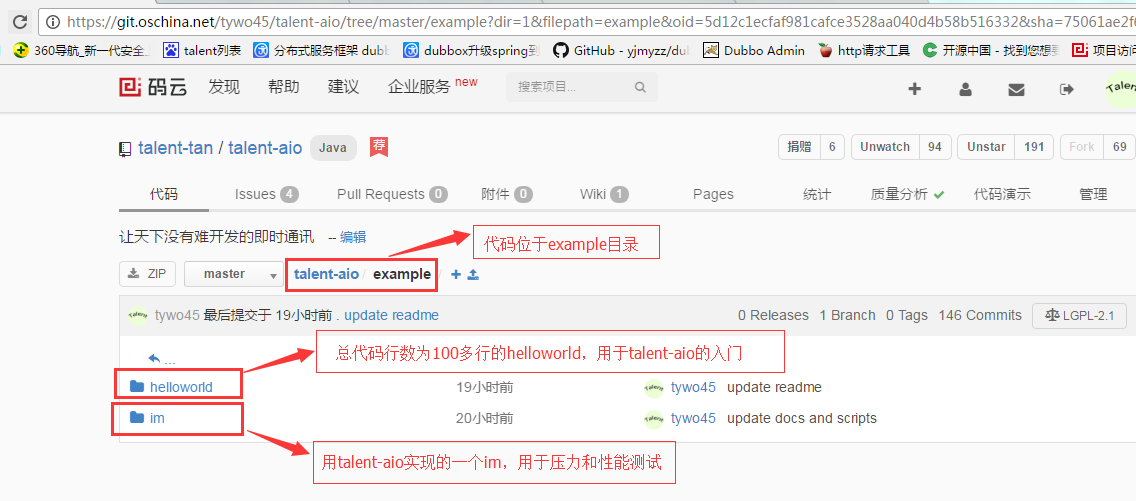 https://git.oschina.net/tywo45/talent-aio/tree/master/example?dir=1&filepath=example&oid=5d12c1ecfaf981cafce3528aa040d4b58b516332&sha=75061ae2f
360导航_新一代安全 talent列表 分布式服务框架 dubb dubbox升级spring到 GitHub - yjmyzz/dub Dubbo Admin http请求工具 开源中国 - 找到您想要 项目访问
码云 发现 帮助 建议 企业服务 new 搜索项目... Talent
talent-tan / talent-aio Java 荐 捐赠 6 Unwatch 94 Unstar 191 Fork 69
代码 Issues 4 Pull Requests 0 附件 0 Wiki 1 Pages 统计 质量分析 代码演示 管理
让天下没有难开发的即时通讯 -- 编辑
代码位于example目录
ZIP master talent-aio / example /
Talent tywo45 最后提交于 19小时前 . update readme 0 Releases 1 Branch 0 Tags 146 Commits LGPL-2.1
总代码行数为100多行的helloworld，用于talent-aio的入门
...
helloworld 19小时前 Talent tywo45 update readme
im 20小时前 Talent tywo45 update docs and scripts
用talent-aio实现的一个im，用于压力和性能测试